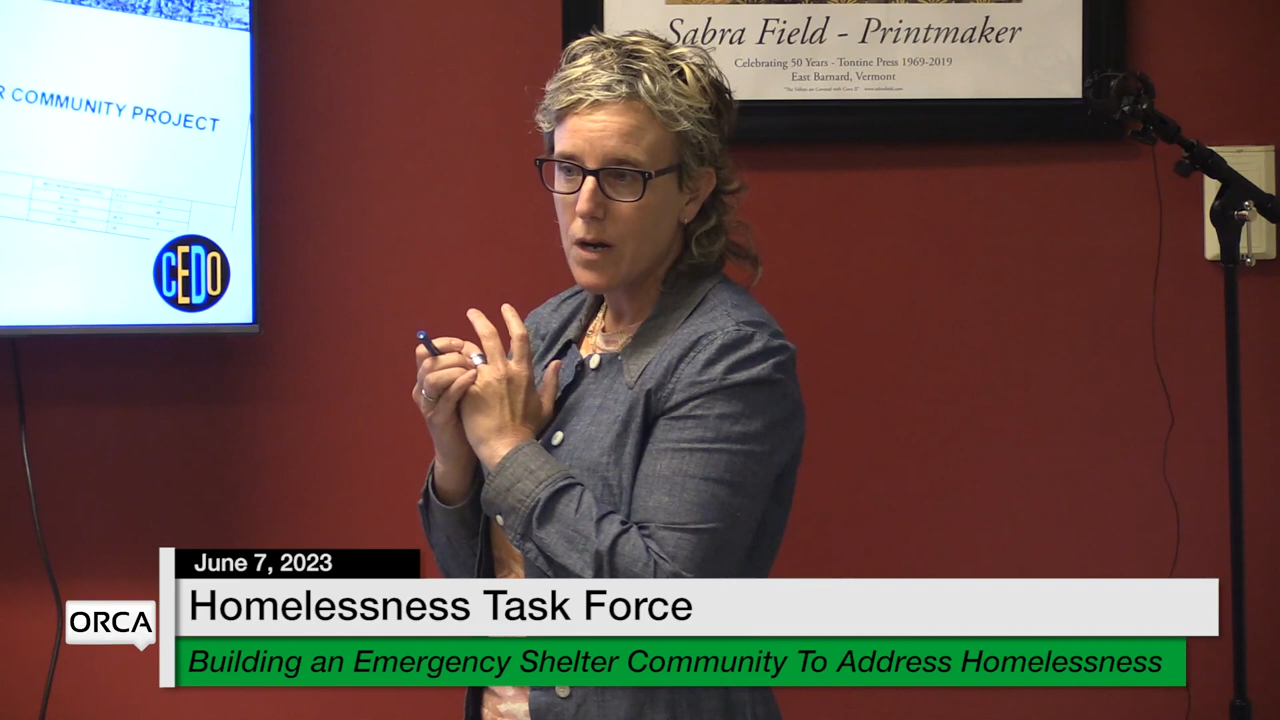 Sabra Field - Printmaker
Celebrating 50 Years - Tontine Press 1969-2019
East Barnard, Vermont
R COMMUNITY PROJECT
CEDO
June 7, 2023
Homelessness Task Force
ORCA
Building an Emergency Shelter Community To Address Homelessness